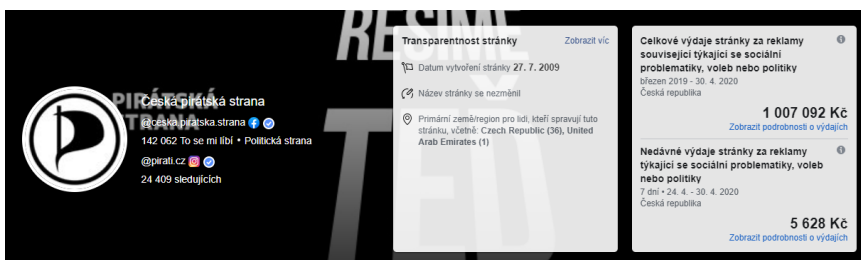 ŘEŠÍME
TEĎ
PIRÁTSKÁ
STRANA
Česká pirátská strana
@ceska.piratska.strana
142 062 To se mi líbí • Politická strana
@pirati.cz
24 409 sledujících
Transparentnost stránky
Zobrazit víc
Datum vytvoření stránky 27. 7. 2009
Název stránky se nezměnil
Primární země/region pro lidi, kteří spravují tuto
stránku, včetně: Czech Republic (36), United
Arab Emirates (1)
Celkové výdaje stránky za reklamy
související týkající se sociální
problematiky, voleb nebo politiky
březen 2019 - 30. 4. 2020
Česká republika
1 007 092 Kč
Zobrazit podrobnosti o výdajích
Nedávné výdaje stránky za reklamy
týkající se sociální problematiky, voleb
nebo politiky
7 dní • 24. 4. - 30. 4. 2020
Česká republika
5 628 Kč
Zobrazit podrobnosti o výdajích